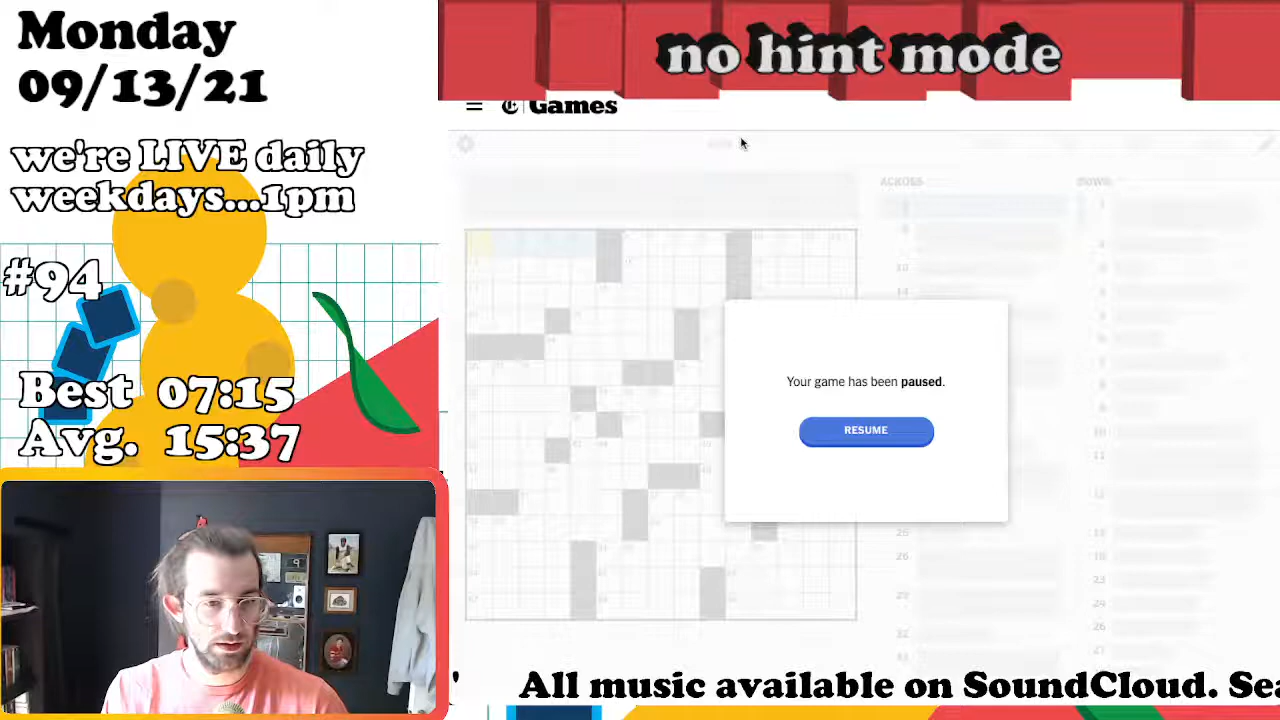 Monday
09/13/21
we're LIVE daily
weekdays...1pm
#94
Best 07:15
Avg. 15:37
no hint mode
Games
ACROSS
DOWN
Your game has been paused.
RESUME
All music available on SoundCloud. Sea